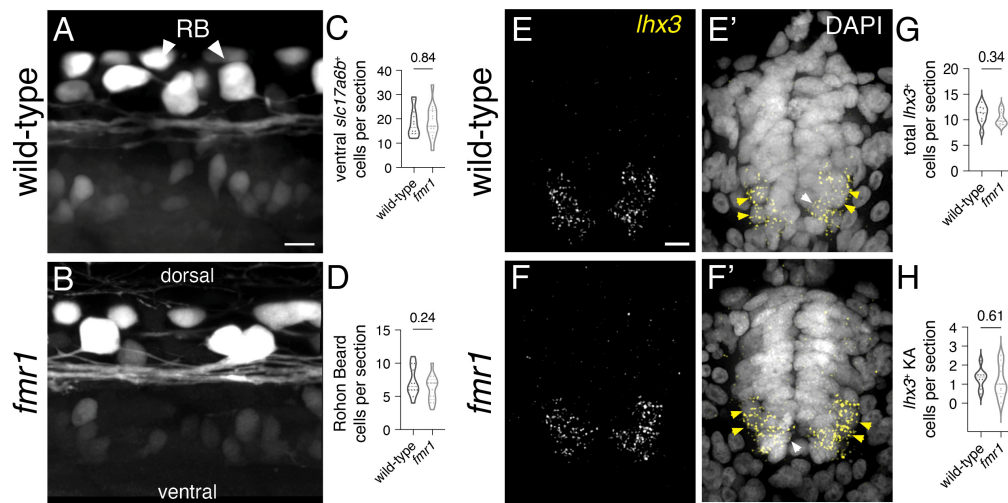 A
RB
wild-type
B
dorsal
ventral
fmr1
C
0.84
ventral slc17a6b+
cells per section
40
30
20
10
0
wild-type
fmr1
D
0.24
Rohon Beard
cells per section
15
10
5
0
wild-type
fmr1
E
lhx3
wild-type
E'
DAPI
F
fmr1
F'
G
0.34
total lhx3+
cells per section
20
15
10
5
0
wild-type
fmr1
H
0.61
lhx3+ KA
cells per section
4
3
2
1
0
wild-type
fmr1